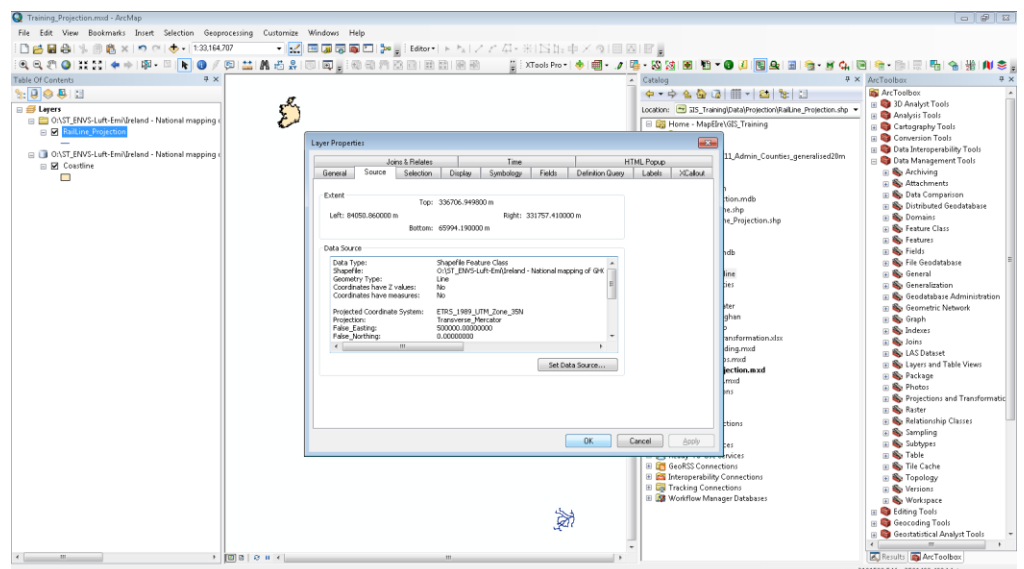 Training_Projection.mxd - ArcMap
File Edit View Bookmarks Insert Selection Geoprocessing Customize Windows Help
1:33,164,707
Editor
XTools Pro
Table Of Contents
Layers
O:\ST_ENVS-Luft-Emi\Ireland - National mapping
RailLine_Projection
O:\ST_ENVS-Luft-Emi\Ireland - National mapping
Coastline
Layer Properties
Joins & Relates Time HTML Popup
General Source Selection Display Symbology Fields Definition Query Labels XCallout
Extent
Top: 336706.949800 m
Left: 84050.860000 m Right: 331757.410000 m
Bottom: 65994.190000 m
Data Source
Data Type: Shapefile Feature Class
Shapefile: O:\ST_ENVS-Luft-Emi\Ireland - National mapping of GHG
Geometry Type: Line
Coordinates have Z values: No
Coordinates have measures: No
Projected Coordinate System: ETRS_1989_UTM_Zone_35N
Projection: Transverse_Mercator
False_Easting: 500000.00000000
False_Northing: 0.00000000
Set Data Source...
OK Cancel Apply
Catalog
Location: GIS_Training\Data\Projection\RailLine_Projection.shp
Home - MapEIre\GIS_Training
11_Admin_Counties_generalised20m
tion.mdb
ne.shp
e_Projection.shp
ndb
line
ties
ter
ghan
ansformation.xlsx
ding.mxd
os.mxd
jection.mxd
.mxd
ons
ctions
ces
Ready-To-Use Services
GeoRSS Connections
Interoperability Connections
Tracking Connections
Workflow Manager Databases
ArcToolbox
ArcToolbox
3D Analyst Tools
Analysis Tools
Cartography Tools
Conversion Tools
Data Interoperability Tools
Data Management Tools
Archiving
Attachments
Data Comparison
Distributed Geodatabase
Domains
Feature Class
Features
Fields
File Geodatabase
General
Generalization
Geodatabase Administration
Geometric Network
Graph
Indexes
Joins
LAS Dataset
Layers and Table Views
Package
Photos
Projections and Transformatic
Raster
Relationship Classes
Sampling
Subtypes
Table
Tile Cache
Topology
Versions
Workspace
Editing Tools
Geocoding Tools
Geostatistical Analyst Tools
Results ArcToolbox